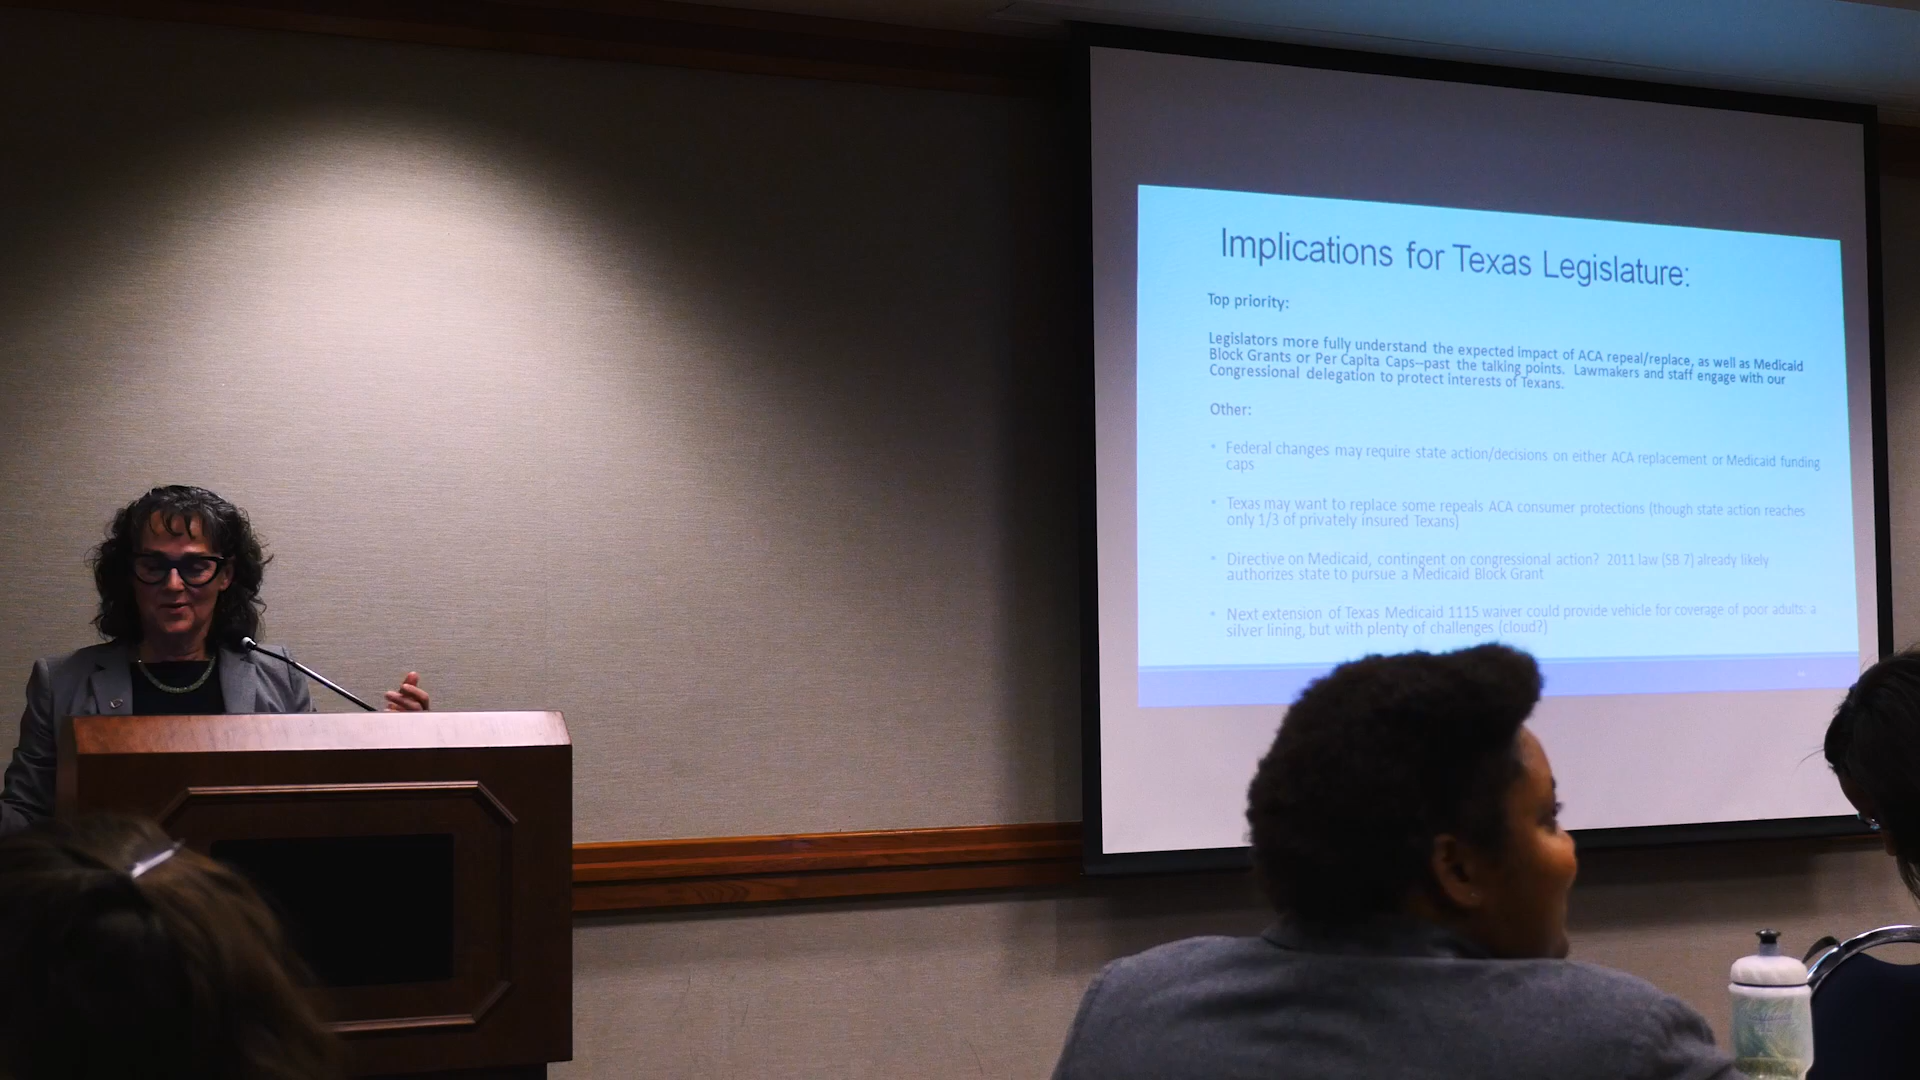 Implications for Texas Legislature:
Top priority:
Legislators more fully understand the expected impact of ACA repeal/replace, as well as Medicaid
Block Grants or Per Capita Caps--past the talking points. Lawmakers and staff engage with our
Congressional delegation to protect interests of Texans.
Other:
• Federal changes may require state action/decisions on either ACA replacement or Medicaid funding
caps
• Texas may want to replace some repeals ACA consumer protections (though state action reaches
only 1/3 of privately insured Texans)
• Directive on Medicaid, contingent on congressional action? 2011 law (SB 7) already likely
authorizes state to pursue a Medicaid Block Grant
• Next extension of Texas Medicaid 1115 waiver could provide vehicle for coverage of poor adults: a
silver lining, but with plenty of challenges (cloud?)